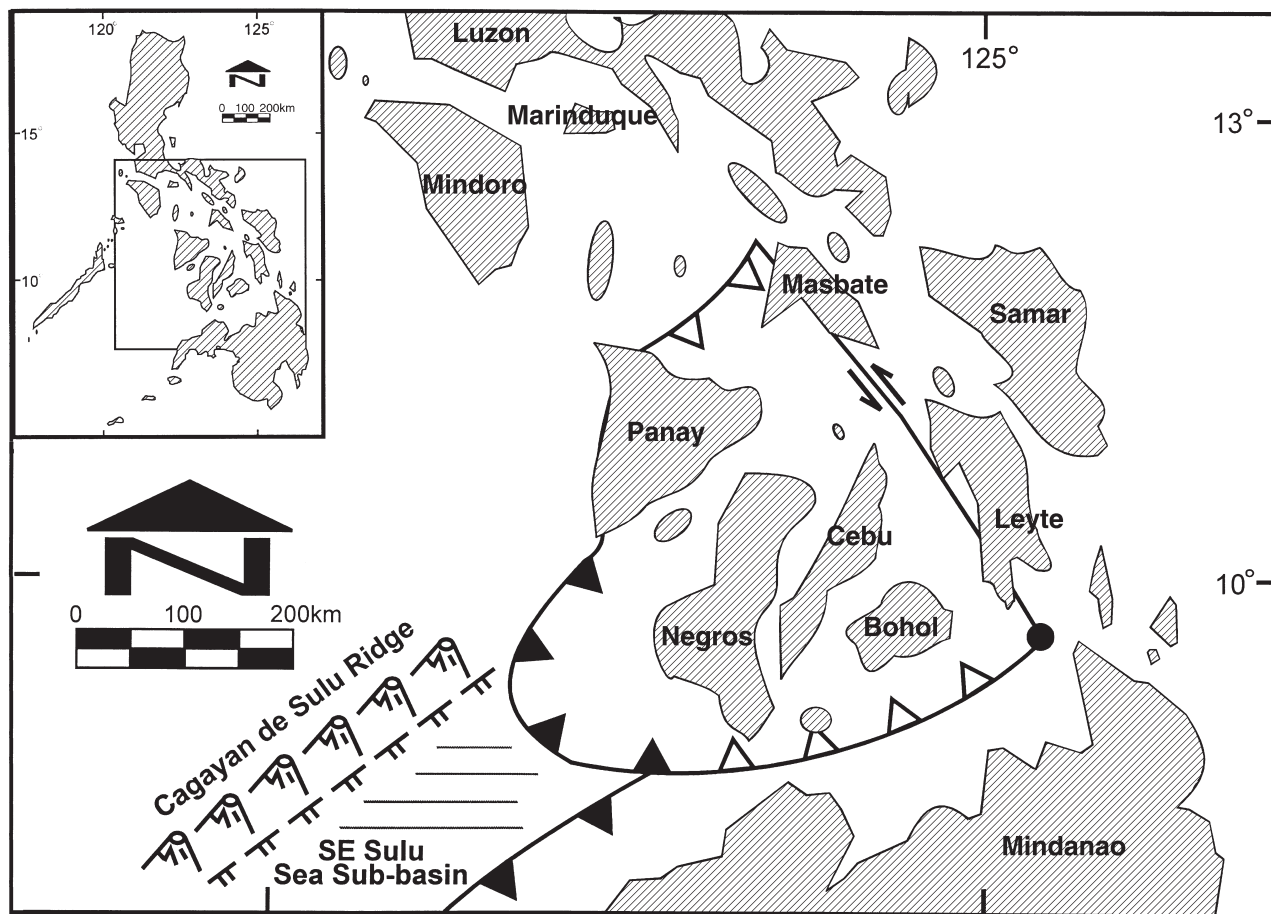 120°
125°
N
0 100 200km
15°
10°
Luzon
125°
Marinduque
13°
Mindoro
Masbate
Samar
Panay
Leyte
Cebu
N
10°
0 100 200km
Bohol
Negros
Cagayan de Sulu Ridge
SE Sulu
Sea Sub-basin
Mindanao